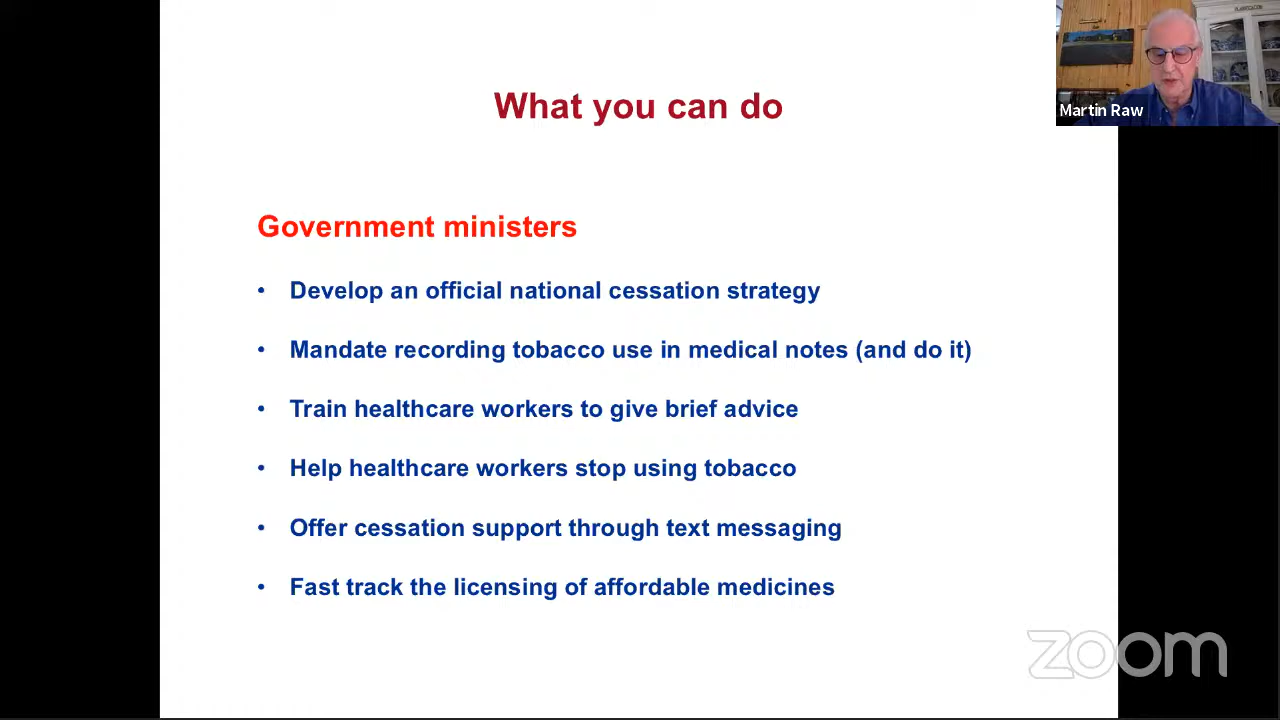 What you can do
Martin Raw
Government ministers
• Develop an official national cessation strategy
• Mandate recording tobacco use in medical notes (and do it)
• Train healthcare workers to give brief advice
• Help healthcare workers stop using tobacco
• Offer cessation support through text messaging
• Fast track the licensing of affordable medicines
zoom